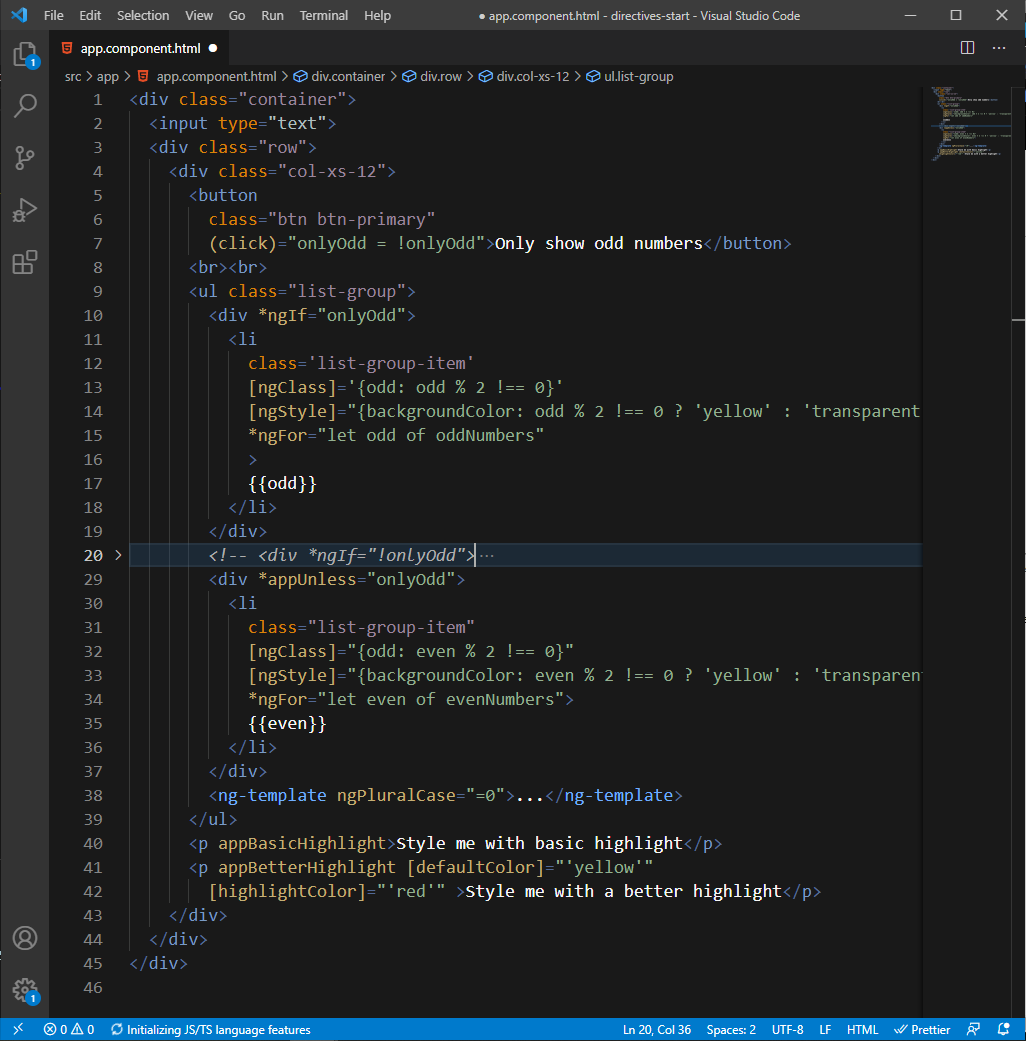 File Edit Selection View Go Run Terminal Help ● app.component.html - directives-start - Visual Studio Code
1 app.component.html ●
src > app > app.component.html > div.container > div.row > div.col-xs-12 > ul.list-group
1 <div class="container">
2 <input type="text">
3 <div class="row">
4 <div class="col-xs-12">
5 <button
6 class="btn btn-primary"
7 (click)="onlyOdd = !onlyOdd">Only show odd numbers</button>
8 <br><br>
9 <ul class="list-group">
10 <div *ngIf="onlyOdd">
11 <li
12 class='list-group-item'
13 [ngClass]='{odd: odd % 2 !== 0}'
14 [ngStyle]="{backgroundColor: odd % 2 !== 0 ? 'yellow' : 'transparent
15 *ngFor="let odd of oddNumbers"
16 >
17 {{odd}}
18 </li>
19 </div>
20 <!-- <div *ngIf="!onlyOdd">…
29 <div *appUnless="onlyOdd">
30 <li
31 class="list-group-item"
32 [ngClass]="{odd: even % 2 !== 0}"
33 [ngStyle]="{backgroundColor: even % 2 !== 0 ? 'yellow' : 'transparen
34 *ngFor="let even of evenNumbers">
35 {{even}}
36 </li>
37 </div>
38 <ng-template ngPluralCase="=0">...</ng-template>
39 </ul>
40 <p appBasicHighlight>Style me with basic highlight</p>
41 <p appBetterHighlight [defaultColor]="'yellow'"
42 [highlightColor]="'red'" >Style me with a better highlight</p>
43 </div>
44 </div>
45 </div>
46
1
0 0 Initializing JS/TS language features Ln 20, Col 36 Spaces: 2 UTF-8 LF HTML Prettier